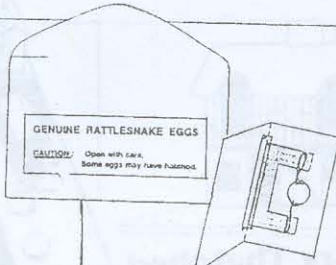 GENUINE RATTLESNAKE EGGS
CAUTION: Open with care,
Some eggs may have hatched.